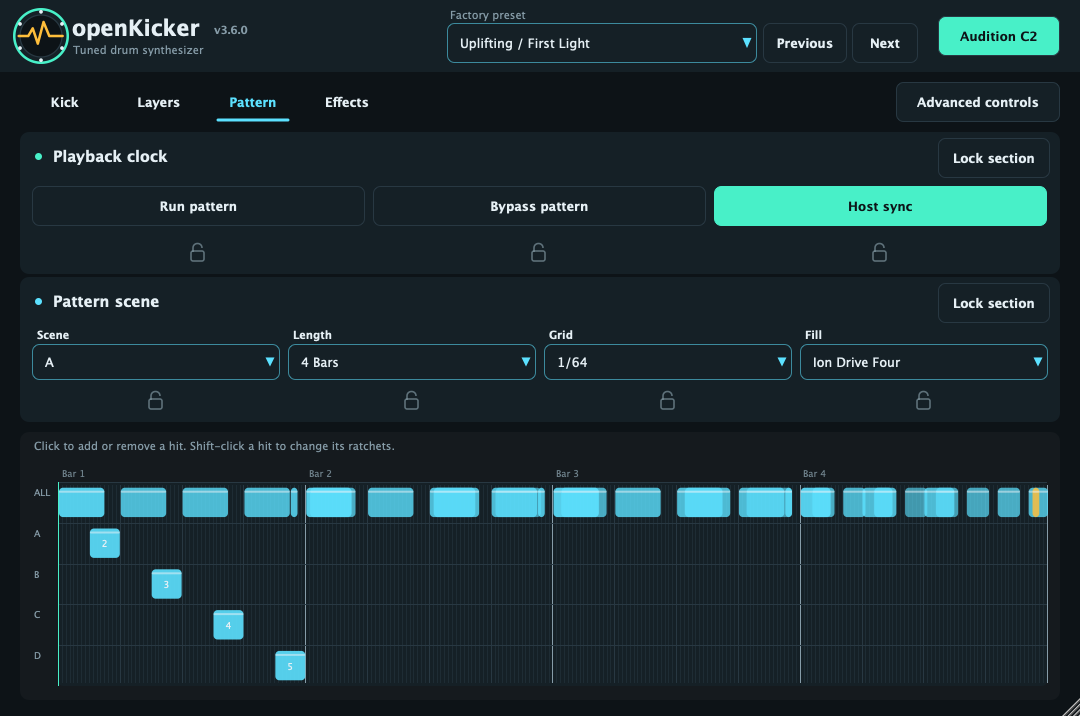 openKicker v3.6.0
Tuned drum synthesizer
Factory preset
Uplifting / First Light
Previous
Next
Audition C2
Kick
Layers
Pattern
Effects
Advanced controls
Playback clock
Lock section
Run pattern
Bypass pattern
Host sync
Pattern scene
Lock section
Scene
Length
Grid
Fill
A
4 Bars
1/64
Ion Drive Four
Click to add or remove a hit. Shift-click a hit to change its ratchets.
Bar 1
Bar 2
Bar 3
Bar 4
ALL
A
2
B
3
C
4
D
5